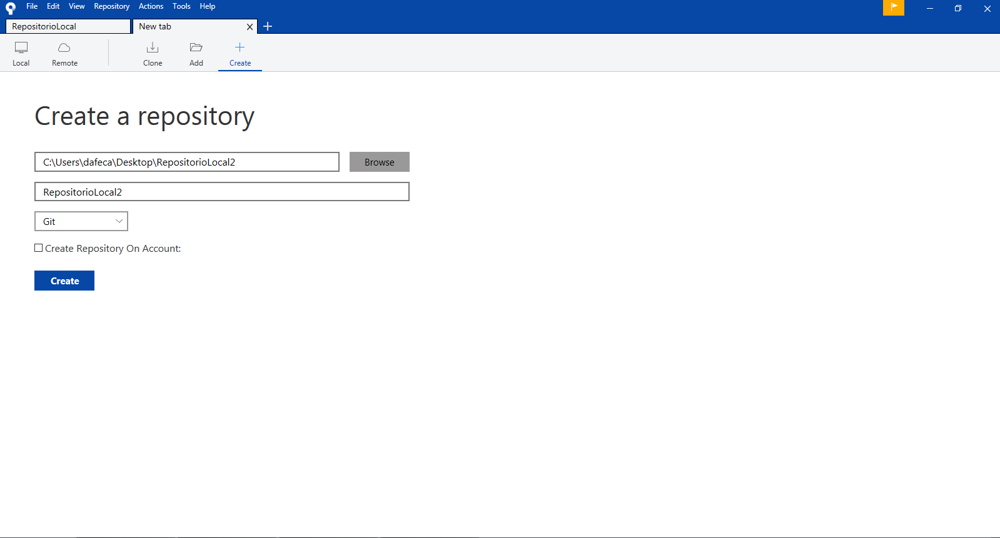 File Edit View Repository Actions Tools Help
RepositorioLocal New tab
Local Remote Clone Add Create
Create a repository
C:\Users\dafeca\Desktop\RepositorioLocal2 Browse
RepositorioLocal2
Git
Create Repository On Account:
Create